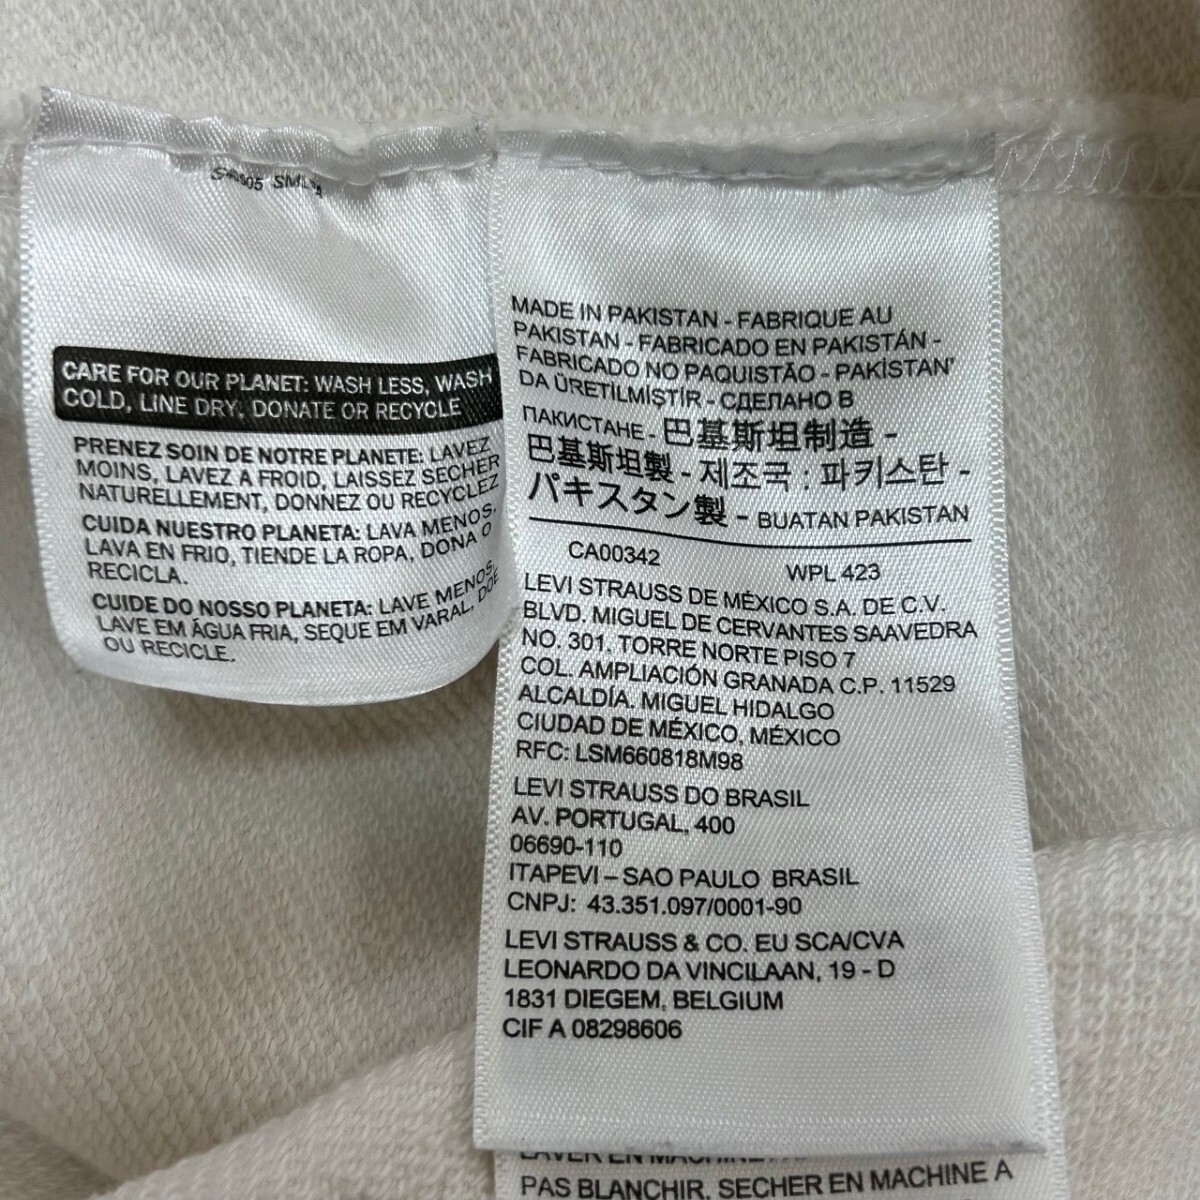 CARE FOR OUR PLANET: WASH LESS, WASH
COLD, LINE DRY, DONATE OR RECYCLE
PRENEZ SOIN DE NOTRE PLANETE: LAVEZ
MOINS, LAVEZ A FROID, LAISSEZ SECHER
NATURELLEMENT, DONNEZ OU RECYCLEZ
CUIDA NUESTRO PLANETA: LAVA MENOS,
LAVA EN FRIO, TIENDE LA ROPA, DONA O
RECICLA.
CUIDE DO NOSSO PLANETA: LAVE MENOS,
LAVE EM ÁGUA FRIA, SEQUE EM VARAL, DOE
OU RECICLE.
MADE IN PAKISTAN - FABRIQUE AU
PAKISTAN - FABRICADO EN PAKISTÁN -
FABRICADO NO PAQUISTÃO - PAKİSTAN'
DA ÜRETILMIŞTIR - СДЕЛАНО В
ПАКИСТАНЕ - 巴基斯坦制造 -
巴基斯坦製 - 제조국 : 파키스탄 -
パキスタン製 - BUATAN PAKISTAN
CA00342 WPL 423
LEVI STRAUSS DE MÉXICO S.A. DE C.V.
BLVD. MIGUEL DE CERVANTES SAAVEDRA
NO. 301. TORRE NORTE PISO 7
COL. AMPLIACIÓN GRANADA C.P. 11529
ALCALDÍA. MIGUEL HIDALGO
CIUDAD DE MÉXICO, MÉXICO
RFC: LSM660818M98
LEVI STRAUSS DO BRASIL
AV. PORTUGAL, 400
06690-110
ITAPEVI – SAO PAULO BRASIL
CNPJ: 43.351.097/0001-90
LEVI STRAUSS & CO. EU SCA/CVA
LEONARDO DA VINCILAAN, 19 - D
1831 DIEGEM, BELGIUM
CIF A 08298606
LAVER EN
PAS BLANCHIR, SECHER EN MACHINE A